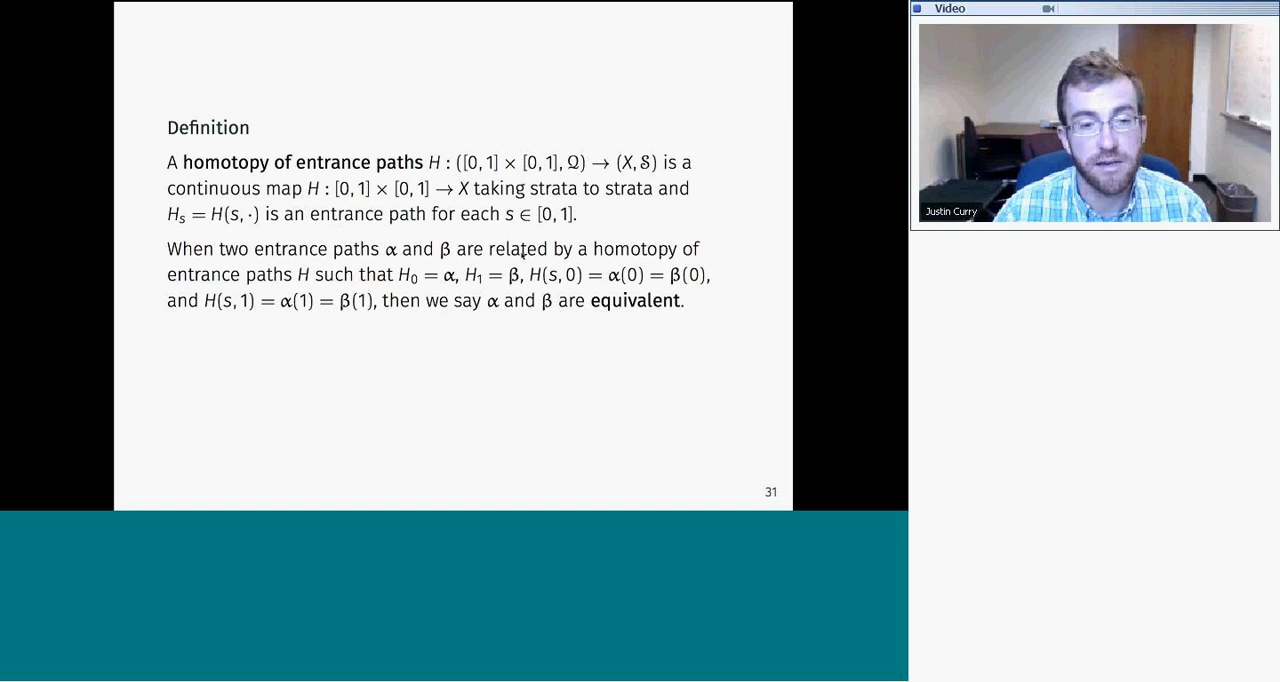 Definition
A homotopy of entrance paths H : ([0, 1] × [0, 1], 𝒬) → (X, 𝒮) is a
continuous map H : [0, 1] × [0, 1] → X taking strata to strata and
Hₛ = H(s, ·) is an entrance path for each s ∈ [0, 1].
When two entrance paths α and β are related by a homotopy of
entrance paths H such that H₀ = α, H₁ = β, H(s, 0) = α(0) = β(0),
and H(s, 1) = α(1) = β(1), then we say α and β are equivalent.
31
Video
Justin Curry